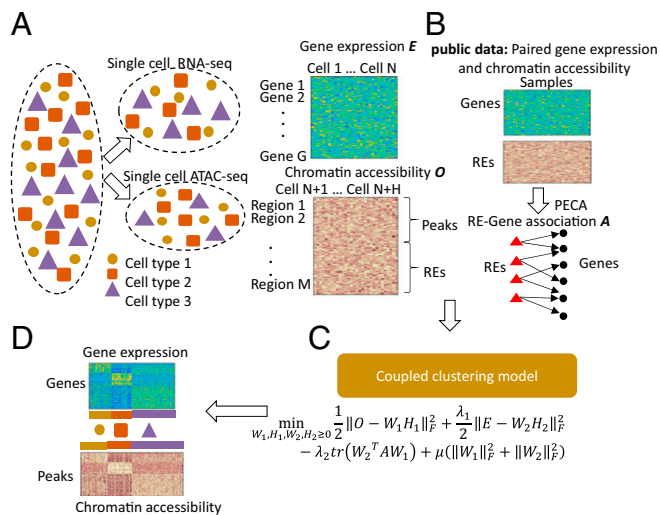 A
Single cell RNA-seq
Single cell ATAC-seq
Cell type 1
Cell type 2
Cell type 3
Gene expression E
Cell 1 ... Cell N
Gene 1
Gene 2
Gene G
Chromatin accessibility O
Cell N+1 ... Cell N+H
Region 1
Region 2
Region M
Peaks
REs
B
public data: Paired gene expression
and chromatin accessibility
Samples
Genes
REs
PECA
RE-Gene association A
REs
Genes
C
Coupled clustering model
min W₁,H₁,W₂,H₂≥0 1/2 ‖O − W₁H₁‖²_F + λ₁/2 ‖E − W₂H₂‖²_F
− λ₂tr(W₂ᵀAW₁) + μ(‖W₁‖²_F + ‖W₂‖²_F)
D
Gene expression
Genes
Peaks
Chromatin accessibility